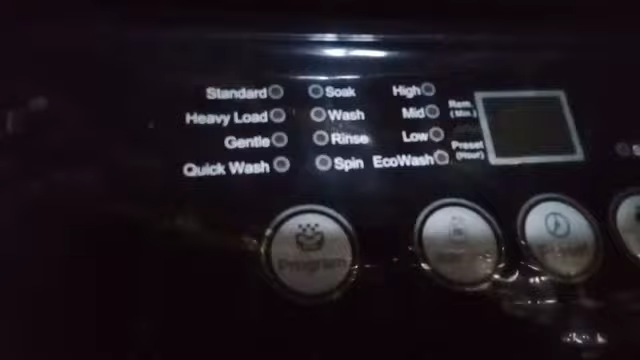 Standard Soak High
Heavy Load Wash Mid
Gentle Rinse Low
Quick Wash Spin EcoWash
Rem.
(Min.)
Preset
(Hour)
Program